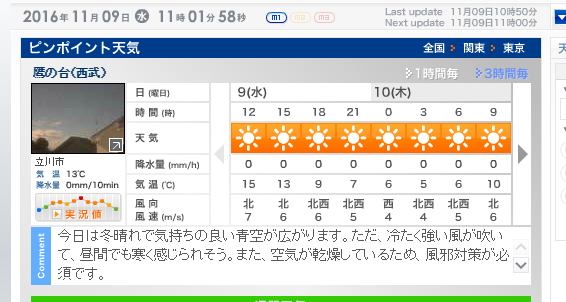 2016年11月09日 水 11時01分58秒 m1 m2 m3
Last update 11月09日10時50分
Next update 11月09日11時00分
ピンポイント天気 全国 関東 東京
鷹の台(西武) 1時間毎 3時間毎
日 (曜日) 9(水) 10(木)
時間 (時) 12 15 18 21 0 3 6 9
天気
降水量 (mm/h) 0 0 0 0 0 0 0 0
気温 (℃) 15 13 9 7 6 5 6 10
風向 北 北 北西 北西 西 北西 北西 北
風速 (m/s) 7 6 6 5 4 4 5 6
立川市
気温 13℃
降水量 0mm/10min
実況値
Comment
今日は冬晴れで気持ちの良い青空が広がります。ただ、冷たく強い風が吹い
て、昼間でも寒く感じられそう。また、空気が乾燥しているため、風邪対策が必
須です。